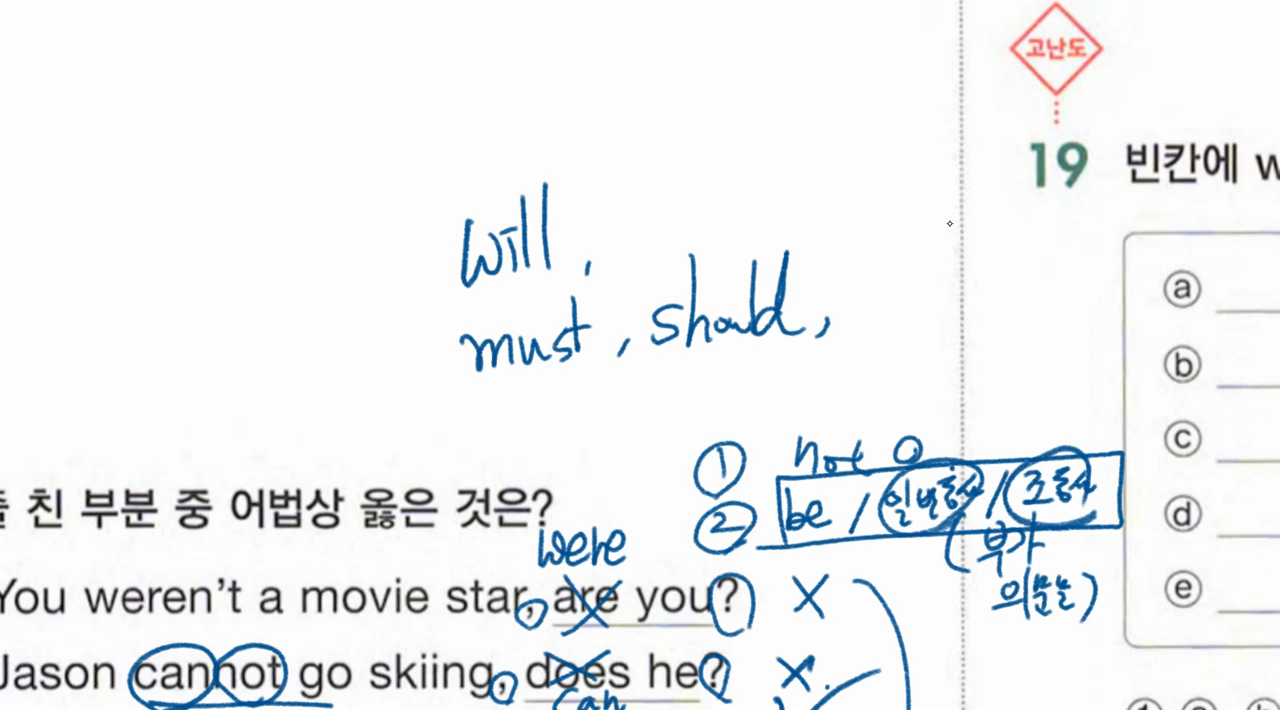 고난도
19 빈칸에 w
will,
must, should,
ⓐ
ⓑ
ⓒ
ⓓ
ⓔ
① not O
② be / 일반동사 / 조동사
(부가
의문문)
친 부분 중 어법상 옳은 것은?
were
You weren't a movie star, are you? X
Jason cannot go skiing, does he? X
can